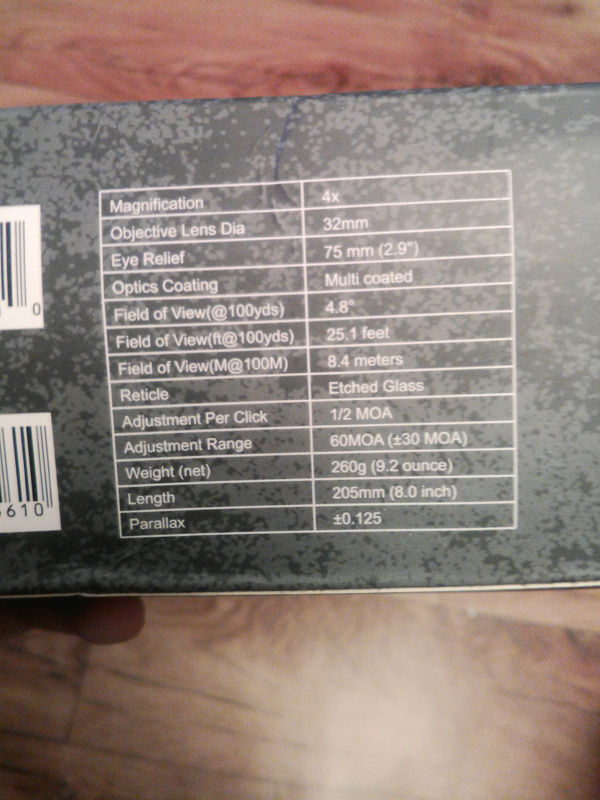 Magnification 4x
Objective Lens Dia 32mm
Eye Relief 75 mm (2.9")
Optics Coating Multi coated
Field of View(@100yds) 4.8°
Field of View(ft@100yds) 25.1 feet
Field of View(M@100M) 8.4 meters
Reticle Etched Glass
Adjustment Per Click 1/2 MOA
Adjustment Range 60MOA (±30 MOA)
Weight (net) 260g (9.2 ounce)
Length 205mm (8.0 inch)
Parallax ±0.125
0
610